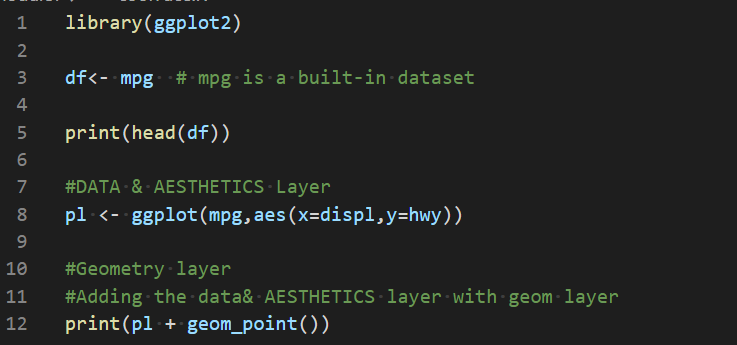 1 library(ggplot2)
2
3 df<- mpg  # mpg is a built-in dataset
4
5 print(head(df))
6
7 #DATA & AESTHETICS Layer
8 pl <- ggplot(mpg,aes(x=displ,y=hwy))
9
10 #Geometry layer
11 #Adding the data& AESTHETICS layer with geom layer
12 print(pl + geom_point())